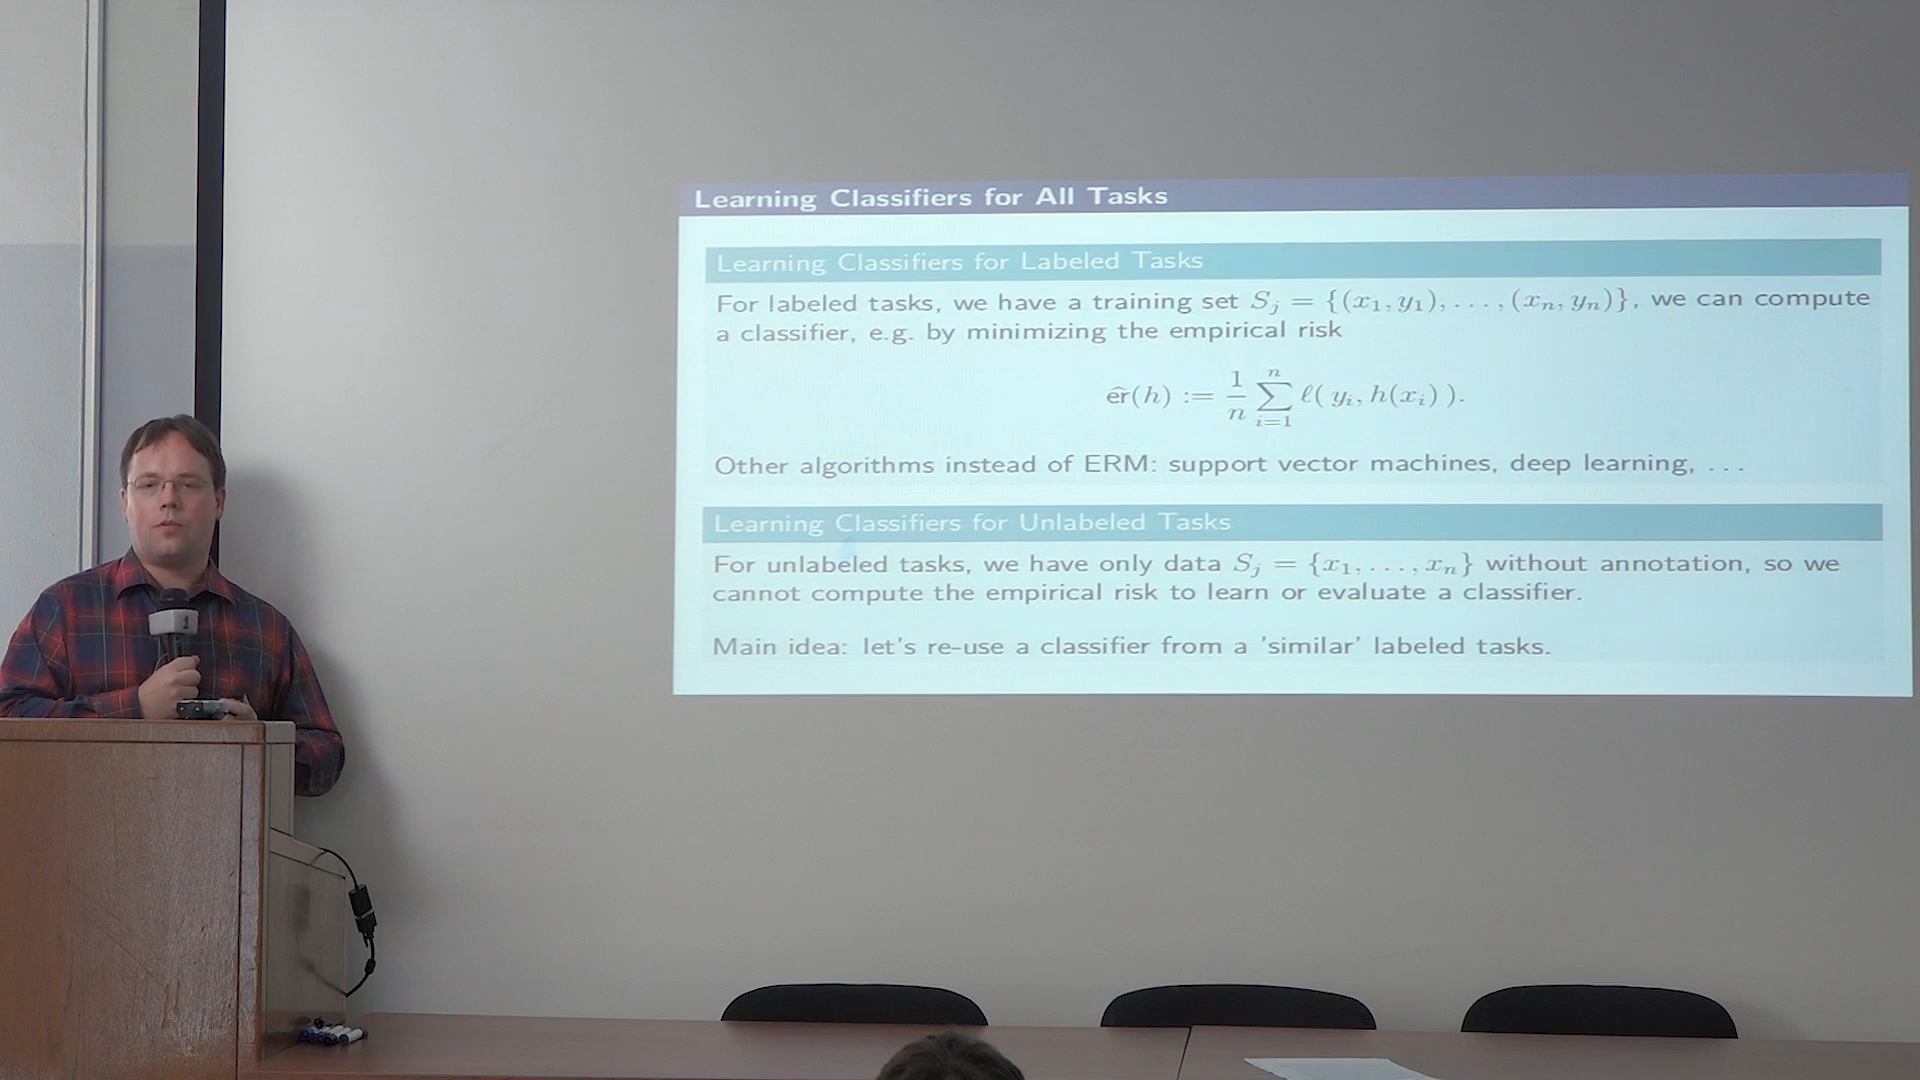 Learning Classifiers for All Tasks
Learning Classifiers for Labeled Tasks
For labeled tasks, we have a training set S_j = {(x_1, y_1), . . . , (x_n, y_n)}, we can compute
a classifier, e.g. by minimizing the empirical risk
êr(h) := 1/n ∑_{i=1}^{n} ℓ( y_i, h(x_i) ).
Other algorithms instead of ERM: support vector machines, deep learning, . . .
Learning Classifiers for Unlabeled Tasks
For unlabeled tasks, we have only data S_j = {x_1, . . . , x_n} without annotation, so we
cannot compute the empirical risk to learn or evaluate a classifier.
Main idea: let's re-use a classifier from a 'similar' labeled tasks.
1